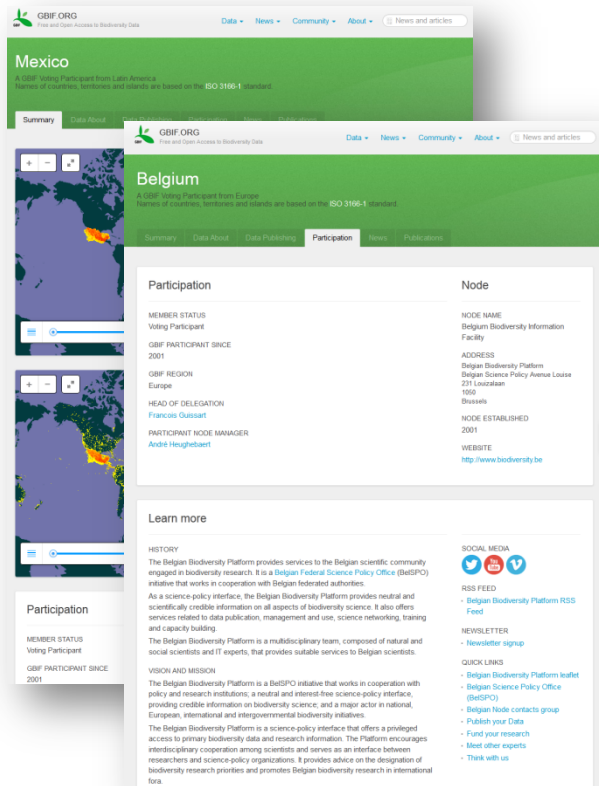 GBIF.ORG
Free and Open Access to Biodiversity Data
Data News Community About News and articles
Mexico
A GBIF Voting Participant from Latin America
Names of countries, territories and islands are based on the ISO 3166-1 standard.
Summary Data About Data Publishing Participation News Publications
Participation
MEMBER STATUS
Voting Participant
GBIF PARTICIPANT SINCE
2001
GBIF.ORG
Free and Open Access to Biodiversity Data
Data News Community About News and articles
Belgium
A GBIF Voting Participant from Europe
Names of countries, territories and islands are based on the ISO 3166-1 standard.
Summary Data About Data Publishing Participation News Publications
Participation
MEMBER STATUS
Voting Participant
GBIF PARTICIPANT SINCE
2001
GBIF REGION
Europe
HEAD OF DELEGATION
Francois Guissart
PARTICIPANT NODE MANAGER
André Heughebaert
Node
NODE NAME
Belgium Biodiversity Information
Facility
ADDRESS
Belgian Biodiversity Platform
Belgian Science Policy Avenue Louise
231 Louizalaan
1050
Brussels
NODE ESTABLISHED
2001
WEBSITE
http://www.biodiversity.be
Learn more
HISTORY
The Belgian Biodiversity Platform provides services to the Belgian scientific community
engaged in biodiversity research. It is a Belgian Federal Science Policy Office (BelSPO)
initiative that works in cooperation with Belgian federated authorities.
As a science-policy interface, the Belgian Biodiversity Platform provides neutral and
scientifically credible information on all aspects of biodiversity science. It also offers
services related to data publication, management and use, science networking, training
and capacity building.
The Belgian Biodiversity Platform is a multidisciplinary team, composed of natural and
social scientists and IT experts, that provides suitable services to Belgian scientists.
VISION AND MISSION
The Belgian Biodiversity Platform is a BelSPO initiative that works in cooperation with
policy and research institutions; a neutral and interest-free science-policy interface,
providing credible information on biodiversity science; and a major actor in national,
European, international and intergovernmental biodiversity initiatives.
The Belgian Biodiversity Platform is a science-policy interface that offers a privileged
access to primary biodiversity data and research information. The Platform encourages
interdisciplinary cooperation among scientists and serves as an interface between
researchers and science-policy organizations. It provides advice on the designation of
biodiversity research priorities and promotes Belgian biodiversity research in international
fora.
SOCIAL MEDIA
You Tube
RSS FEED
Belgian Biodiversity Platform RSS
Feed
NEWSLETTER
Newsletter signup
QUICK LINKS
Belgian Biodiversity Platform leaflet
Belgian Science Policy Office
(BelSPO)
Belgian Node contacts group
Publish your Data
Fund your research
Meet other experts
Think with us